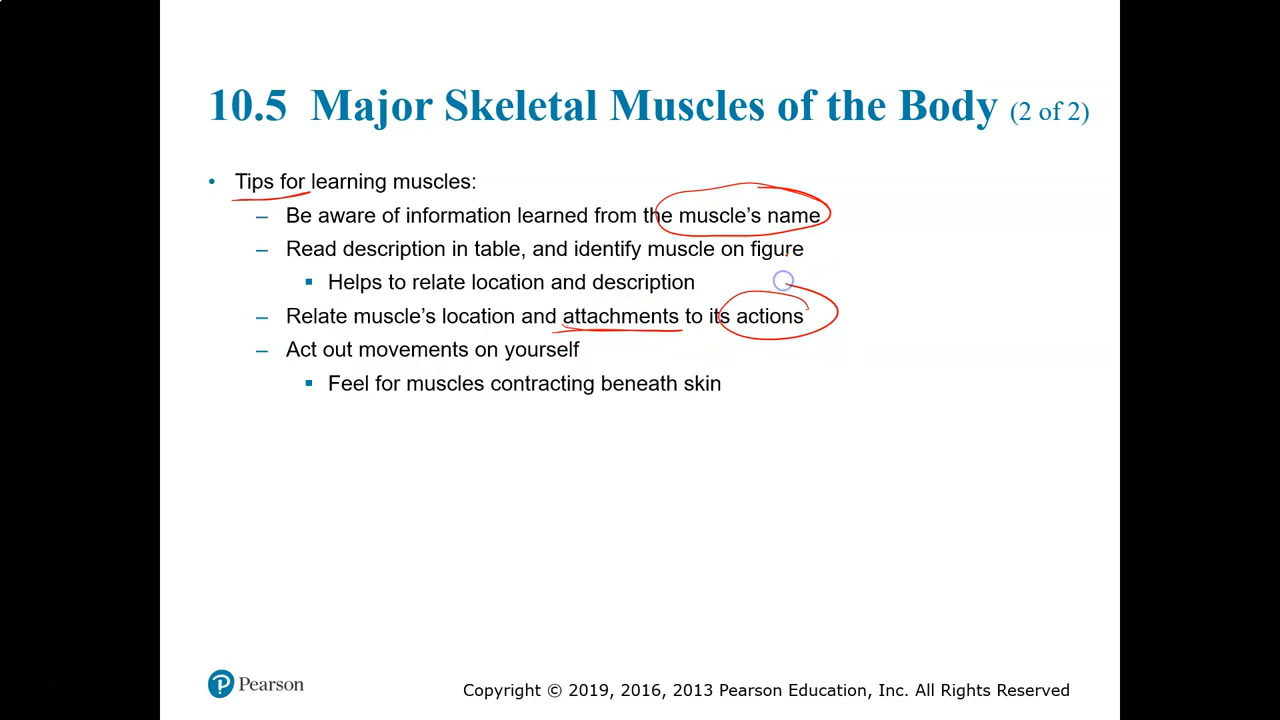 10.5 Major Skeletal Muscles of the Body (2 of 2)
• Tips for learning muscles:
– Be aware of information learned from the muscle’s name
– Read description in table, and identify muscle on figure
▪ Helps to relate location and description
– Relate muscle’s location and attachments to its actions
– Act out movements on yourself
▪ Feel for muscles contracting beneath skin
P Pearson
Copyright © 2019, 2016, 2013 Pearson Education, Inc. All Rights Reserved